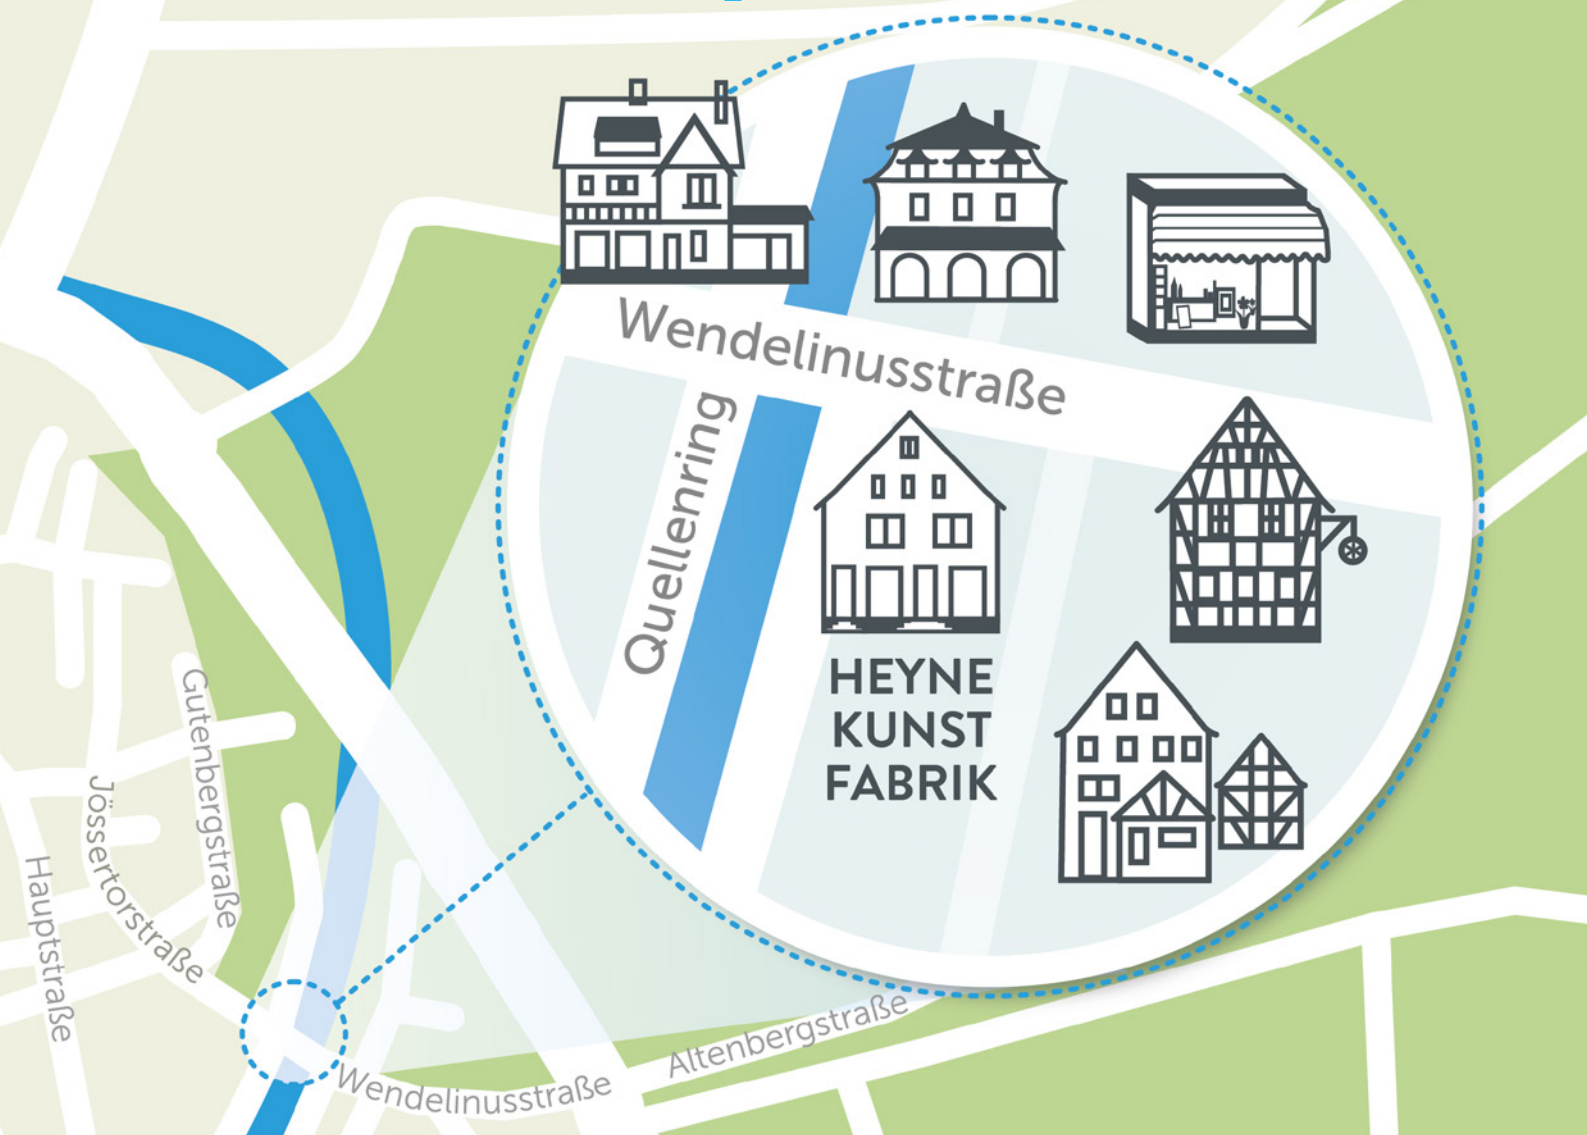 Wendelinusstraße
Quellenring
HEYNE
KUNST
FABRIK
Gutenbergstraße
Jössertorstraße
Hauptstraße
Altenbergstraße
Wendelinusstraße